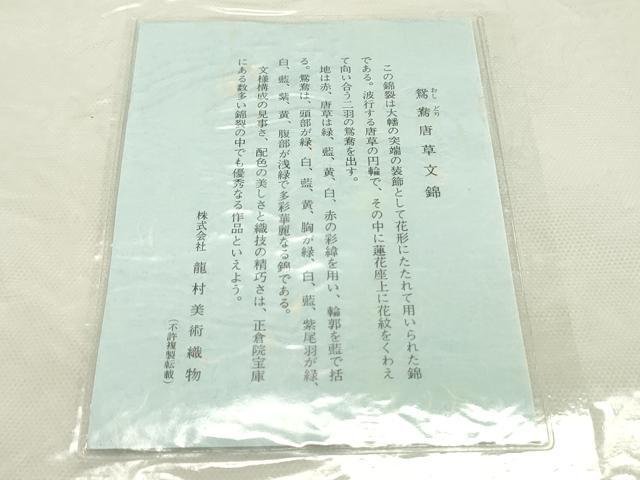 鴛鴦唐草文錦
おし どり
この錦裂は大幡の突端の装飾として花形にたたれて用いられた錦
である。波行する唐草の円輪で、その中に蓮花座上に花紋をくわえ
て向い合う二羽の鴛鴦を出す。
地は赤、唐草は緑、藍、黄、白、赤の彩緯を用い、輪郭を藍で括
る。鴛鴦は、頭部が緑、白、藍、黄、胸が緑、白、藍、紫尾羽が緑、
白、藍、紫、黄、腹部が浅緑で多彩華麗なる錦である。
文様構成の見事さ、配色の美しさと織技の精巧さは、正倉院宝庫
にある数多い錦裂の中でも優秀なる作品といえよう。
株式会社 龍村美術織物
(不許複製転載)